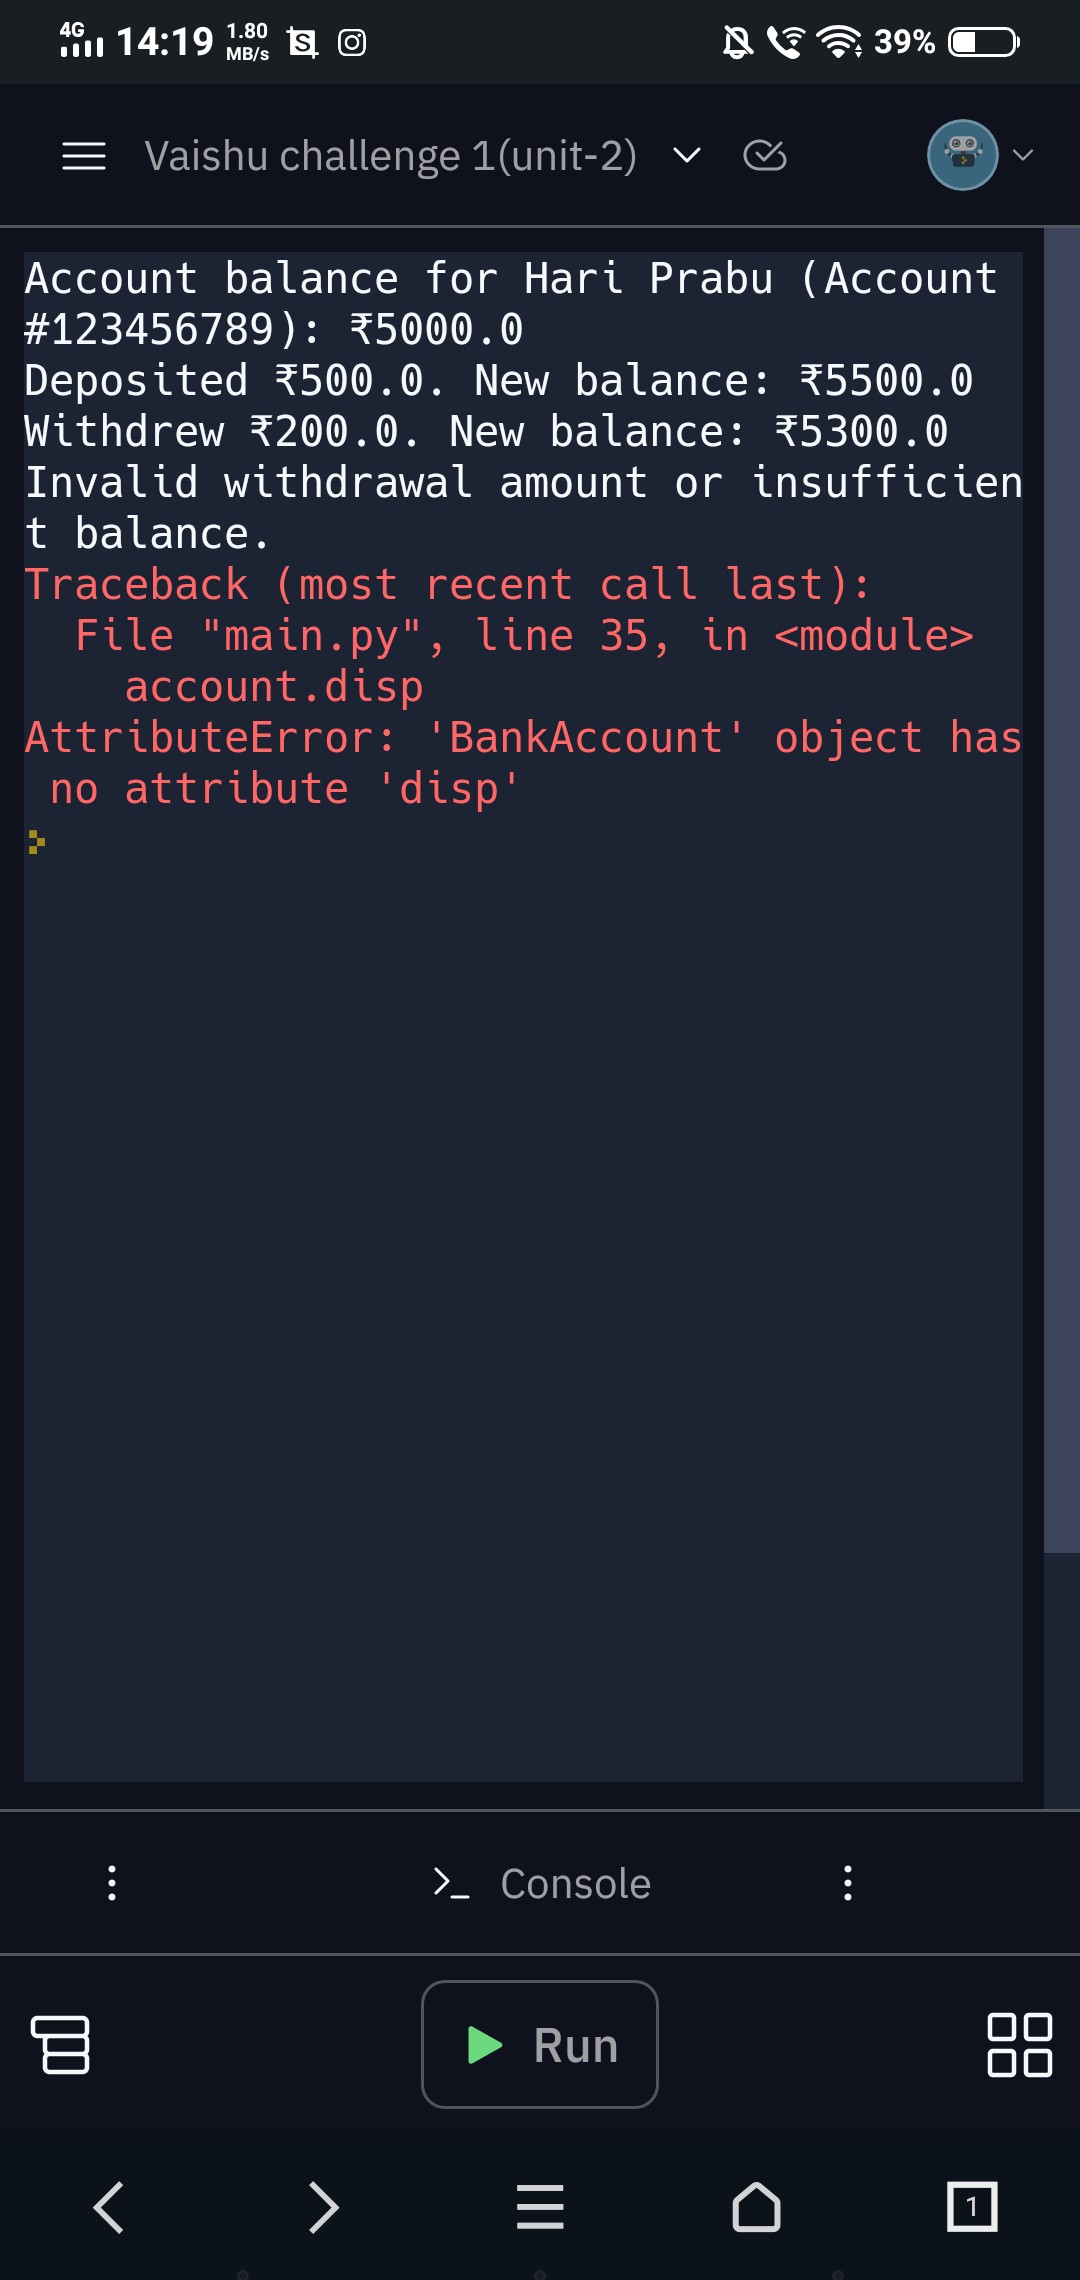 4G 14:19 1.80 MB/s S 39%
Vaishu challenge 1(unit-2)
Account balance for Hari Prabu (Account
#123456789): ₹5000.0
Deposited ₹500.0. New balance: ₹5500.0
Withdrew ₹200.0. New balance: ₹5300.0
Invalid withdrawal amount or insufficien
t balance.
Traceback (most recent call last):
  File "main.py", line 35, in <module>
    account.disp
AttributeError: 'BankAccount' object has
 no attribute 'disp'
Console
Run
1